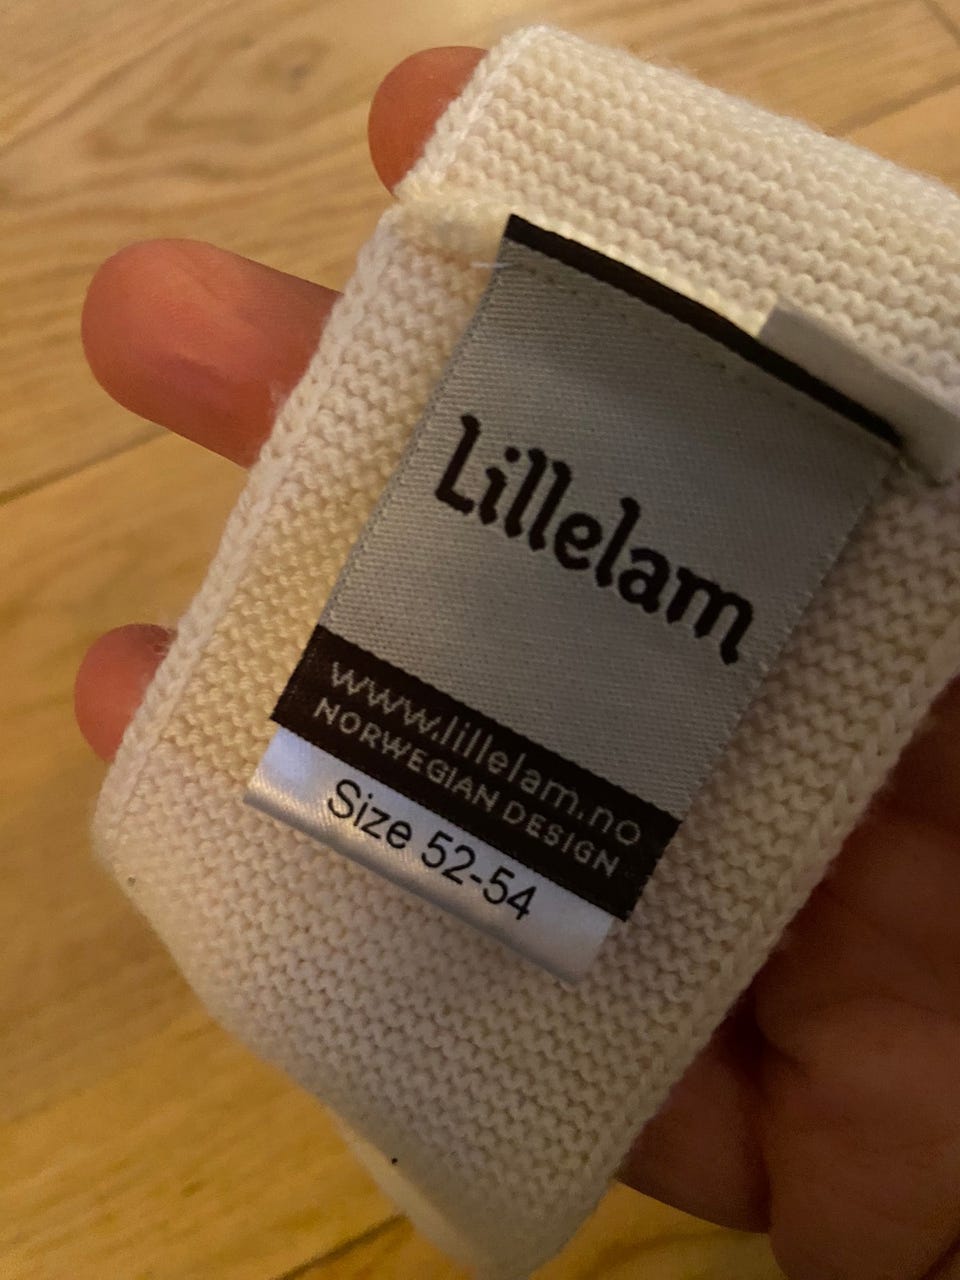 Lillelam
www.lillelam.no
NORWEGIAN DESIGN
Size 52-54